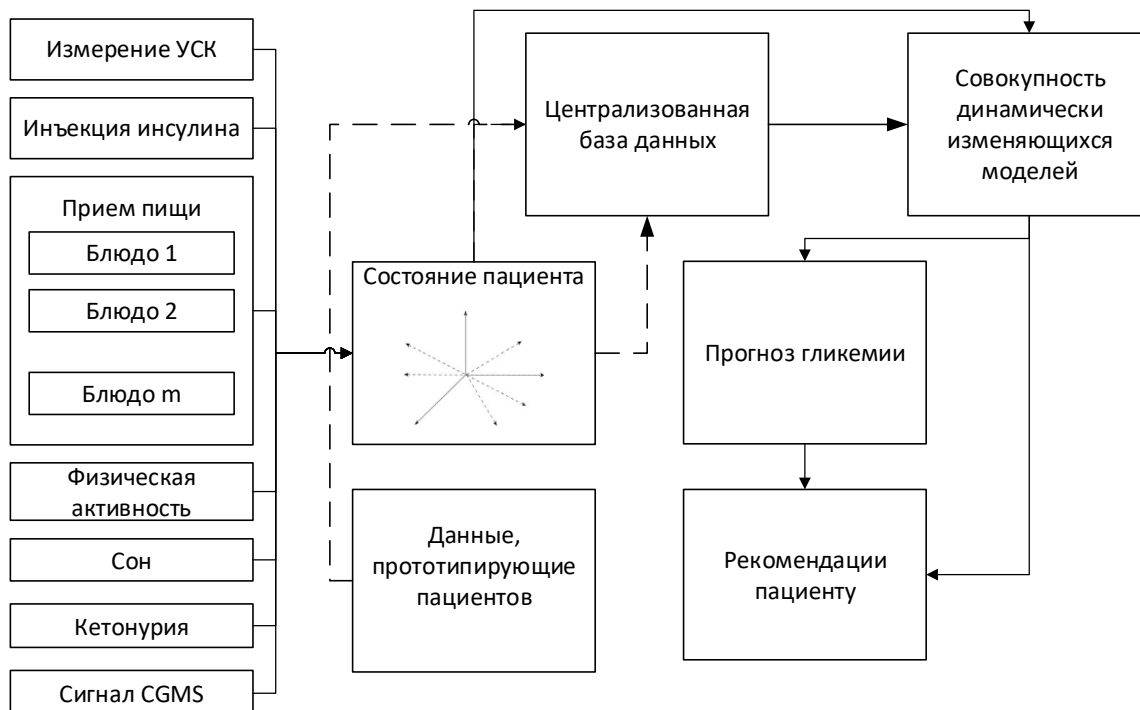 Измерение УСК
Инъекция инсулина
Прием пищи
Блюдо 1
Блюдо 2
Блюдо m
Физическая
активность
Сон
Кетонурия
Сигнал CGMS
Состояние пациента
Данные,
прототипирующие
пациентов
Централизованная
база данных
Совокупность
динамически
изменяющихся
моделей
Прогноз гликемии
Рекомендации
пациенту